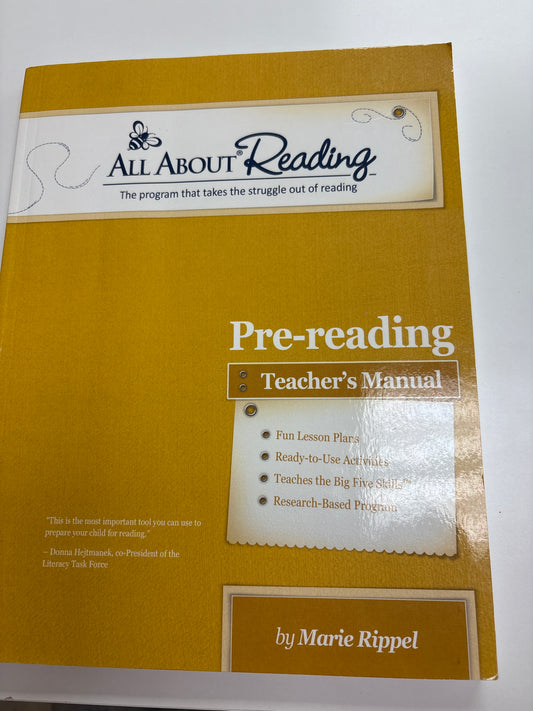 All About® Reading™
The program that takes the struggle out of reading
Pre-reading
Teacher's Manual
Fun Lesson Plans
Ready-to-Use Activities
Teaches the Big Five Skills™
Research-Based Program
"This is the most important tool you can use to
prepare your child for reading."
– Donna Hejtmanek, co-President of the
Literacy Task Force
by Marie Rippel